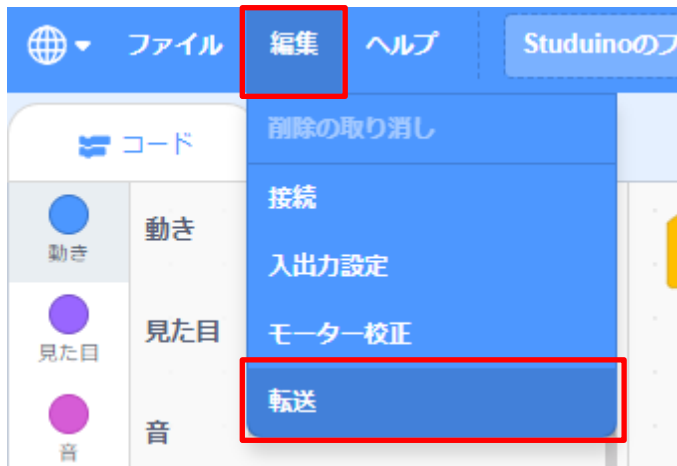 ファイル 編集 ヘルプ Studuinoのプ
コード
削除の取り消し
接続
入出力設定
モーター校正
転送
動き
動き
見た目
見た目
音
音